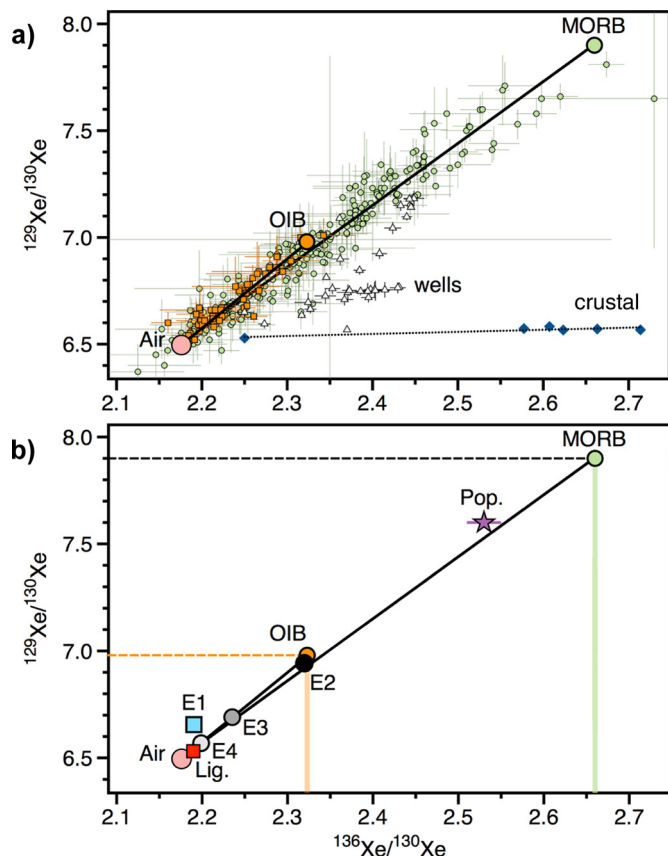 a)
8.0
7.5
7.0
6.5
¹²⁹Xe/¹³⁰Xe
MORB
OIB
wells
crustal
Air
2.1 2.2 2.3 2.4 2.5 2.6 2.7
b)
8.0
7.5
7.0
6.5
¹²⁹Xe/¹³⁰Xe
MORB
Pop.
OIB
E2
E1
E3
E4
Air
Lig.
2.1 2.2 2.3 2.4 2.5 2.6 2.7
¹³⁶Xe/¹³⁰Xe